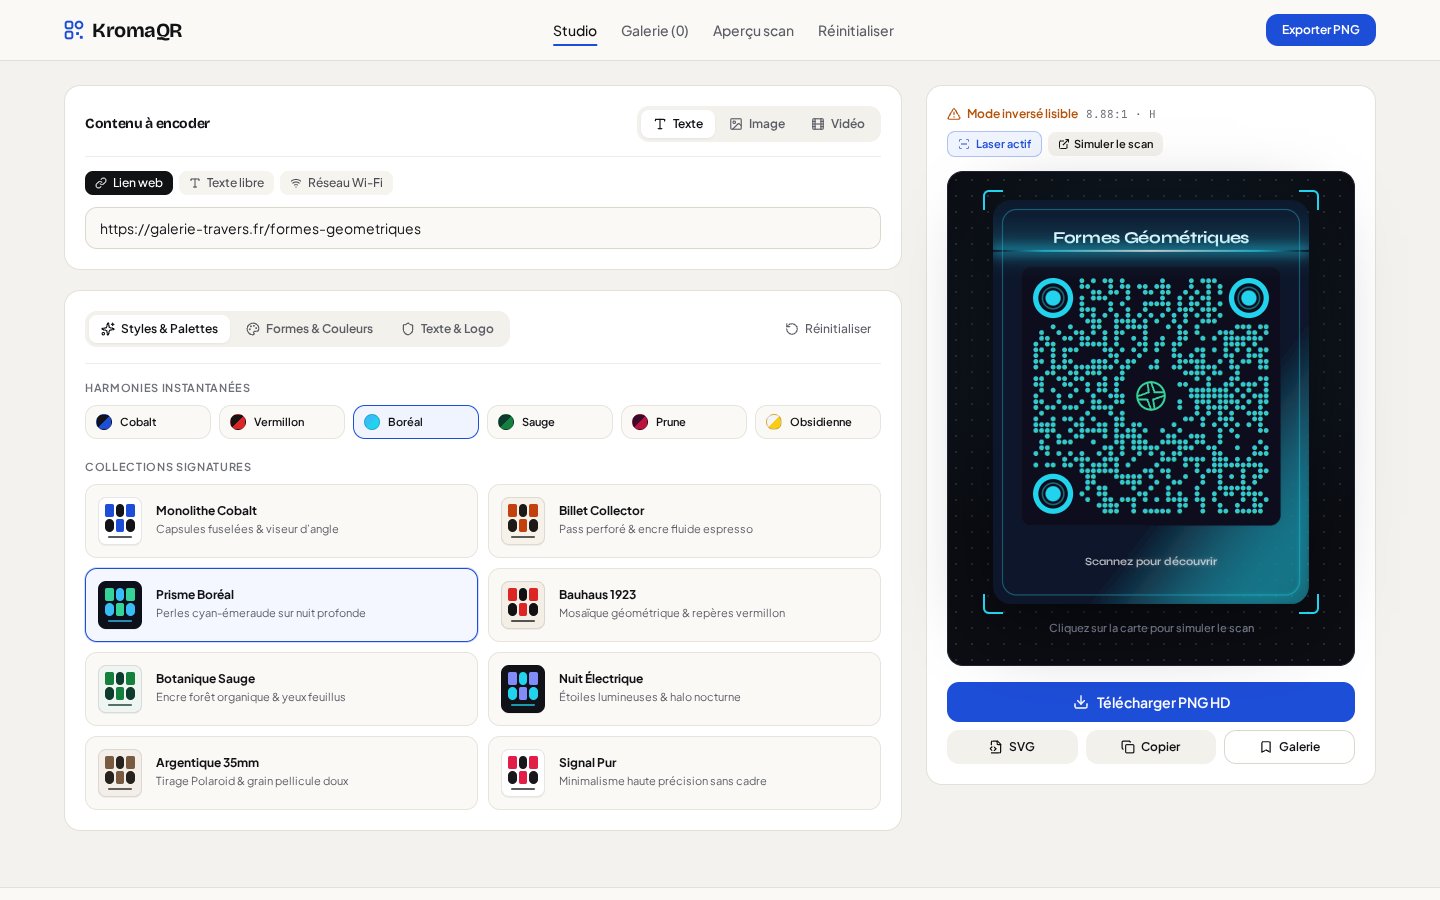 KromaQR
Studio
Galerie (0)
Aperçu scan
Réinitialiser
Exporter PNG
Contenu à encoder
Texte
Image
Vidéo
Lien web
Texte libre
Réseau Wi-Fi
https://galerie-travers.fr/formes-geometriques
Styles & Palettes
Formes & Couleurs
Texte & Logo
Réinitialiser
HARMONIES INSTANTANÉES
Cobalt
Vermillon
Boréal
Sauge
Prune
Obsidienne
COLLECTIONS SIGNATURES
Monolithe Cobalt
Capsules fuselées & viseur d'angle
Billet Collector
Pass perforé & encre fluide espresso
Prisme Boréal
Perles cyan-émeraude sur nuit profonde
Bauhaus 1923
Mosaïque géométrique & repères vermillon
Botanique Sauge
Encre forêt organique & yeux feuillus
Nuit Électrique
Étoiles lumineuses & halo nocturne
Argentique 35mm
Tirage Polaroid & grain pellicule doux
Signal Pur
Minimalisme haute précision sans cadre
Mode inversé lisible 8.88:1 · H
Laser actif
Simuler le scan
Formes Géométriques
Scannez pour découvrir
Cliquez sur la carte pour simuler le scan
Télécharger PNG HD
SVG
Copier
Galerie